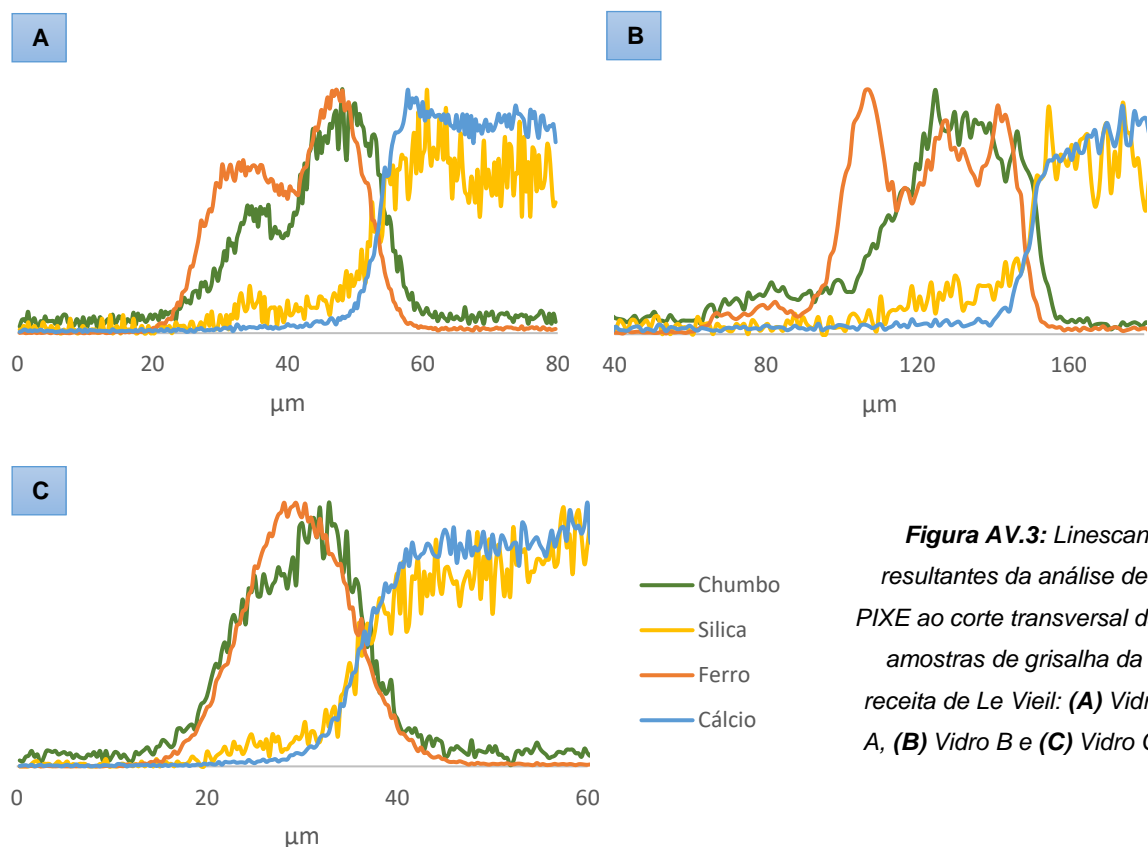 A
B
0 20 40 60 80
µm
40 80 120 160
µm
C
0 20 40 60
µm
Chumbo
Silica
Ferro
Cálcio
Figura AV.3: Linescan
resultantes da análise de
PIXE ao corte transversal d
amostras de grisalha da
receita de Le Vieil: (A) Vidr
A, (B) Vidro B e (C) Vidro C